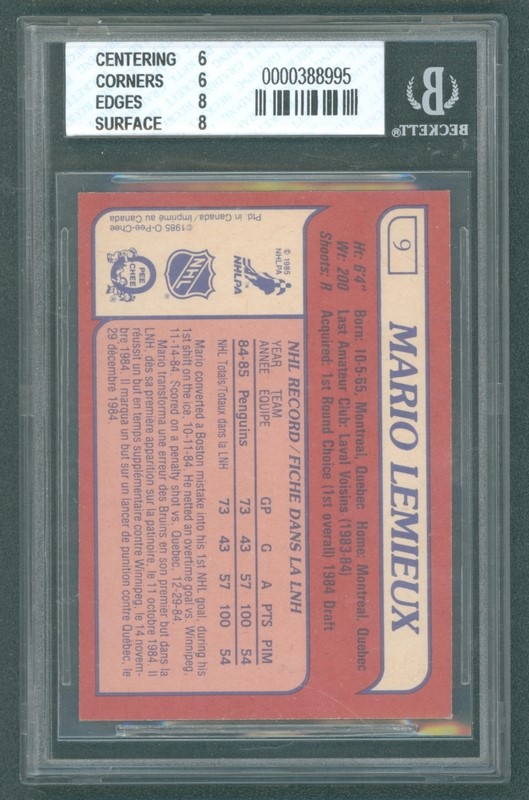 CENTERING 6
CORNERS 6
EDGES 8
SURFACE 8
0000388995
B
BECKETT®
9
MARIO LEMIEUX
Ht: 6'4" Born: 10-5-65, Montreal, Quebec Home: Montreal, Quebec
Wt: 200 Last Amateur Club: Laval Voisins (1983-84)
Shoots: R Acquired: 1st Round Choice (1st overall) 1984 Draft
NHL RECORD/FICHE DANS LA LNH
YEAR TEAM
ANNÉE ÉQUIPE GP G A PTS PIM
84-85 Penguins 73 43 57 100 54
NHL Totals/Totaux dans la LNH 73 43 57 100 54
Mario converted a Boston mistake into his 1st NHL goal, during his
1st shift on the ice, 10-11-84. He netted an overtime goal vs. Winnipeg,
11-14-84. Scored on a penalty shot vs. Quebec, 12-29-84.
Mario transforma une erreur des Bruins en son premier but dans la
LNH, dès sa première apparition sur la patinoire, le 11 octobre 1984. Il
réussit un but en temps supplémentaire contre Winnipeg, le 14 novem-
bre 1984. Il marqua un but sur un lancer de punition contre Québec, le
29 décembre 1984.
© 1985
NHLPA
NHLPA
NHL
O PEE CHEE
©1985 O-Pee-Chee
Ptd. in Canada/Imprimé au Canada